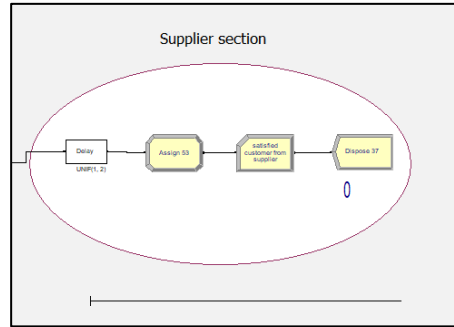 Supplier section
Delay
UNIF(1, 2)
Assign 53
satisfied
customer from
supplier
Dispose 37
0